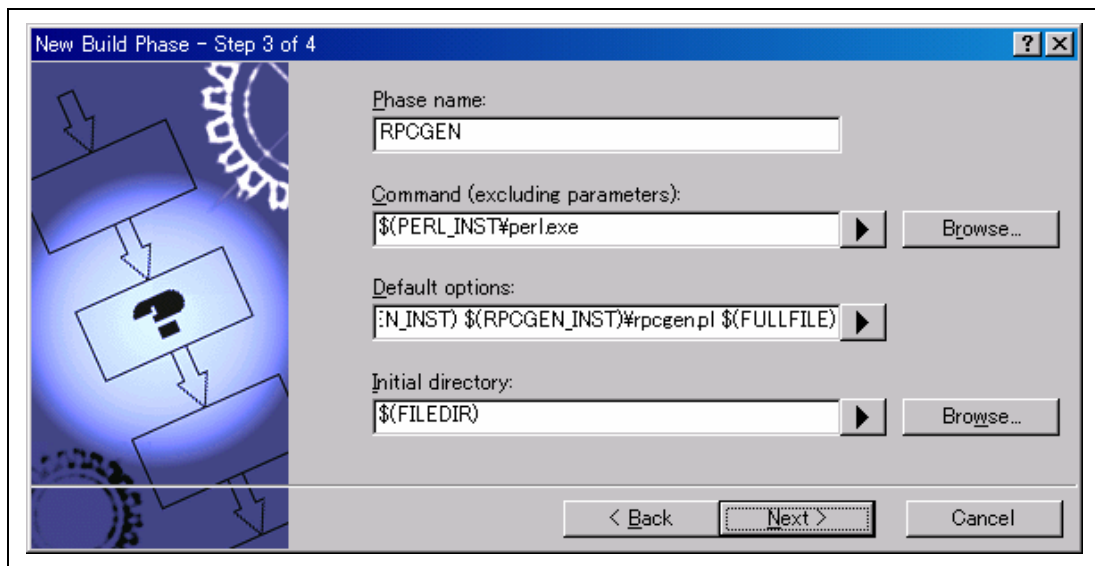 New Build Phase - Step 3 of 4
Phase name:
RPCGEN
Command (excluding parameters):
$(PERL_INST¥perl.exe
Browse...
Default options:
EN_INST) $(RPCGEN_INST)¥rpcgen.pl $(FULLFILE)
Initial directory:
$(FILEDIR)
Browse...
< Back
Next >
Cancel